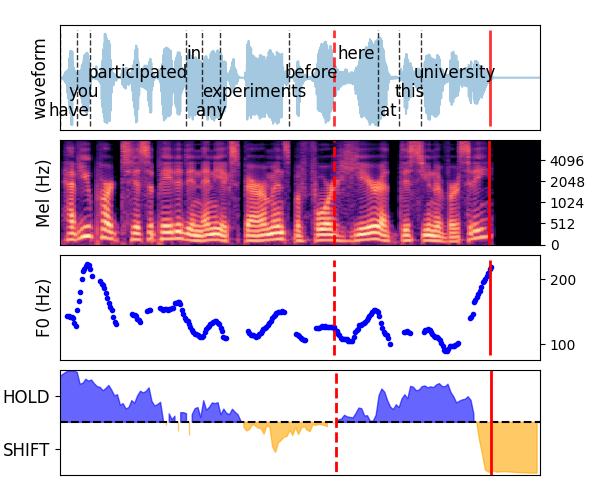 waveform
in
here
participated
before
university
you
experiments
this
have
any
at
Mel (Hz)
4096
2048
1024
512
0
F0 (Hz)
200
100
HOLD
SHIFT